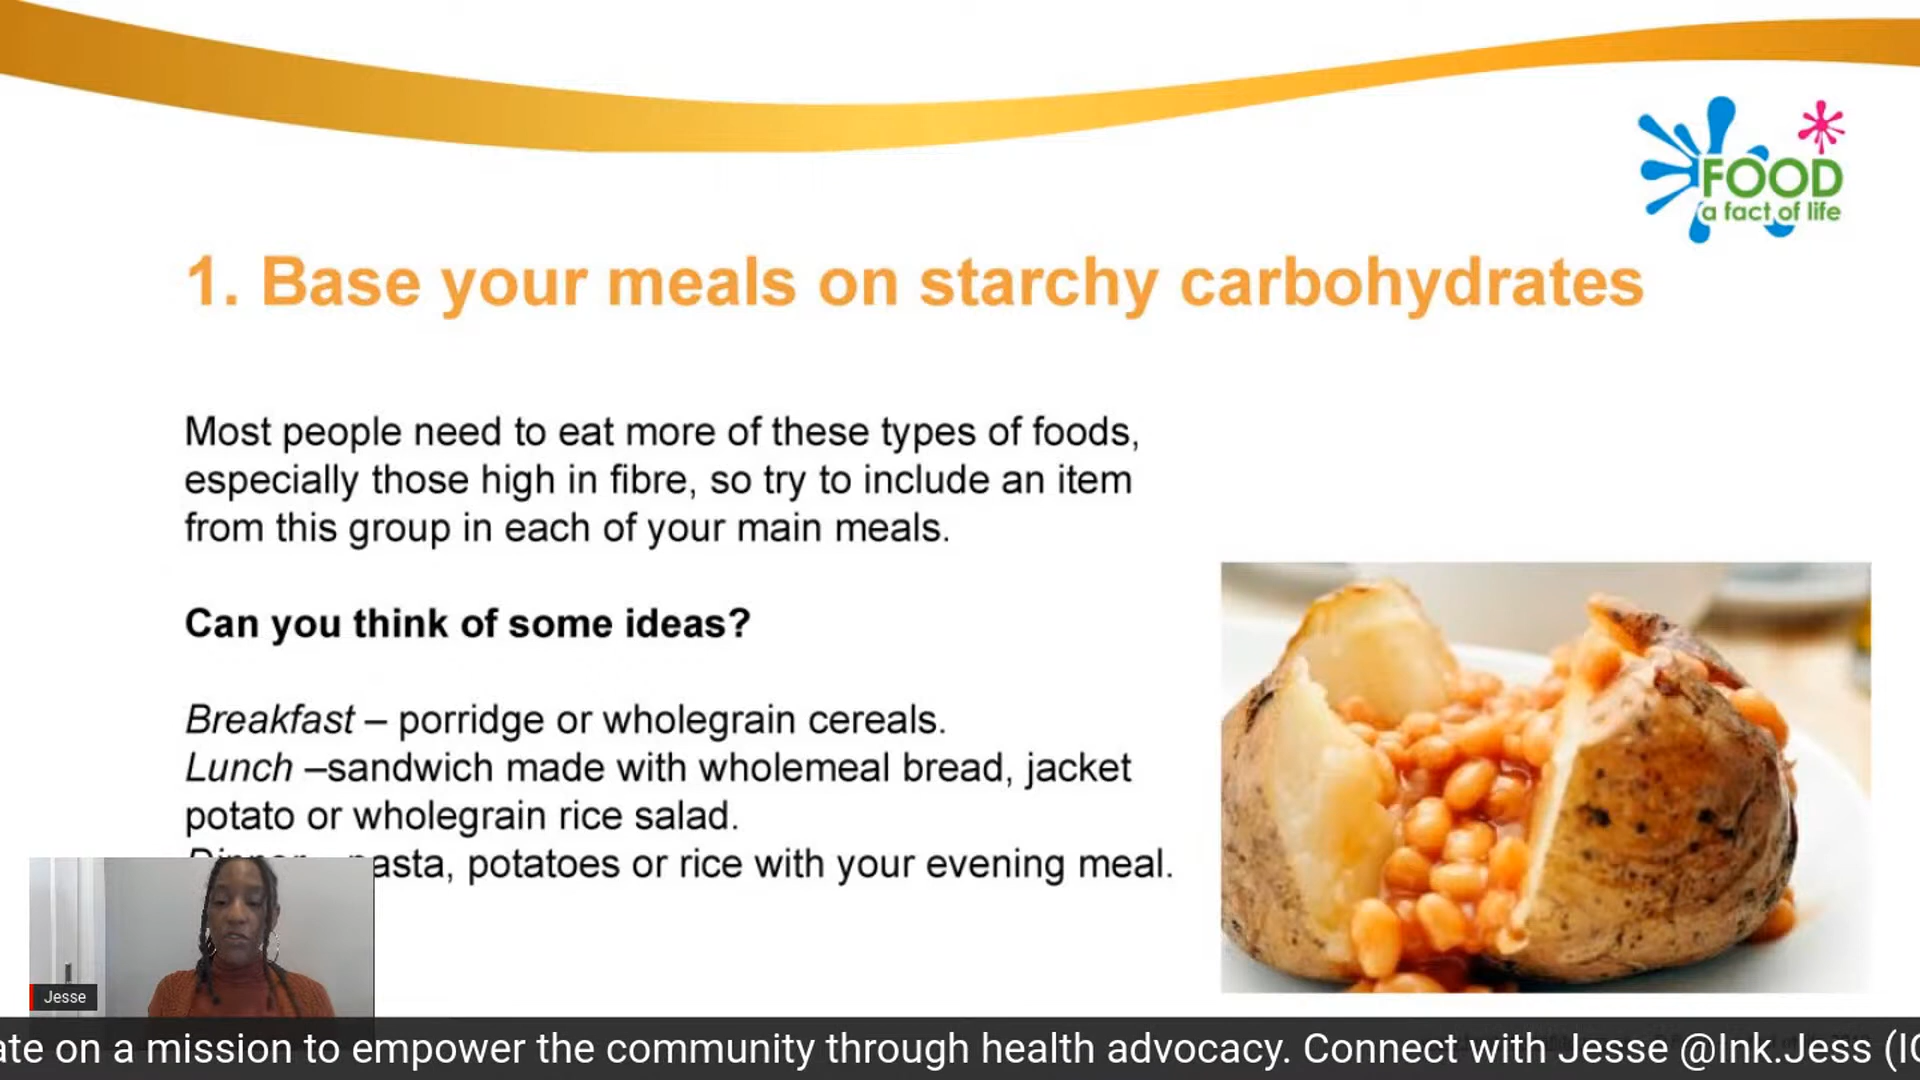 FOOD
a fact of life
1. Base your meals on starchy carbohydrates
Most people need to eat more of these types of foods,
especially those high in fibre, so try to include an item
from this group in each of your main meals.
Can you think of some ideas?
Breakfast – porridge or wholegrain cereals.
Lunch –sandwich made with wholemeal bread, jacket
potato or wholegrain rice salad.
pasta, potatoes or rice with your evening meal.
Jesse
ate on a mission to empower the community through health advocacy. Connect with Jesse @Ink.Jess (IG